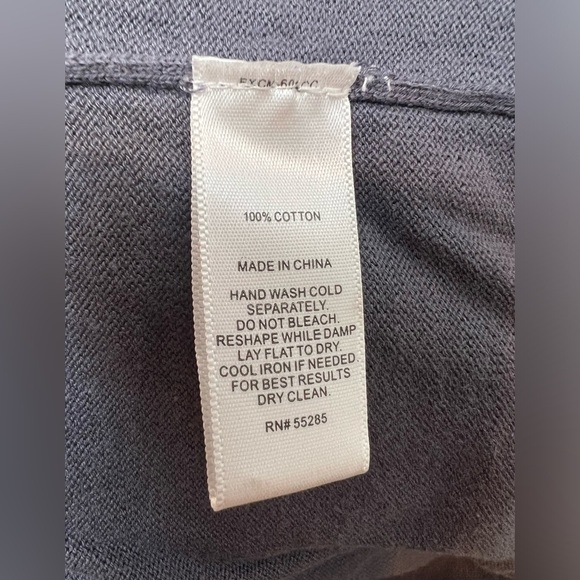 100% COTTON
MADE IN CHINA
HAND WASH COLD
SEPARATELY.
DO NOT BLEACH.
RESHAPE WHILE DAMP
LAY FLAT TO DRY.
COOL IRON IF NEEDED
FOR BEST RESULTS
DRY CLEAN.
RN# 55285